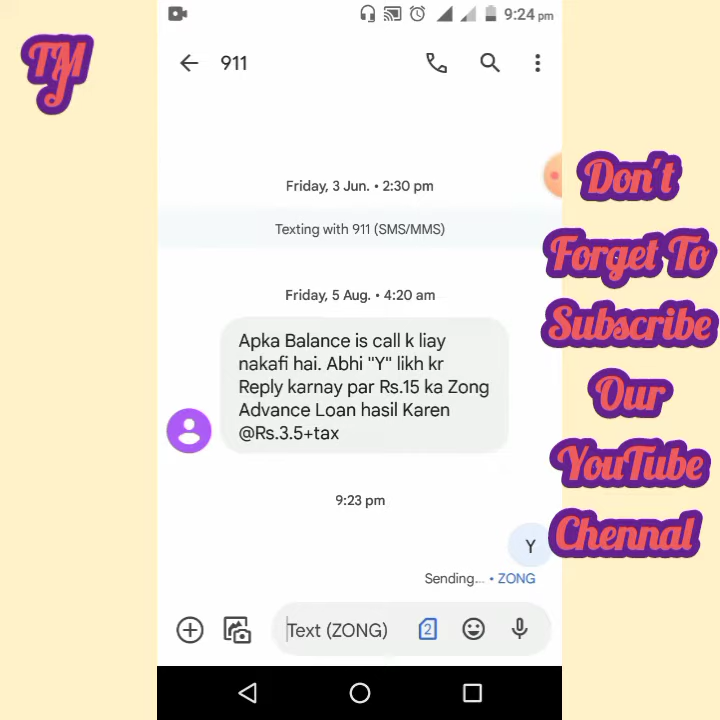 TMJ
9:24 pm
911
Friday, 3 Jun. • 2:30 pm
Texting with 911 (SMS/MMS)
Friday, 5 Aug. • 4:20 am
Apka Balance is call k liay
nakafi hai. Abhi "Y" likh kr
Reply karnay par Rs.15 ka Zong
Advance Loan hasil Karen
@Rs.3.5+tax
9:23 pm
Y
Sending... • ZONG
Text (ZONG)
2
Don't
Forget To
Subscribe
Our
YouTube
Chennal